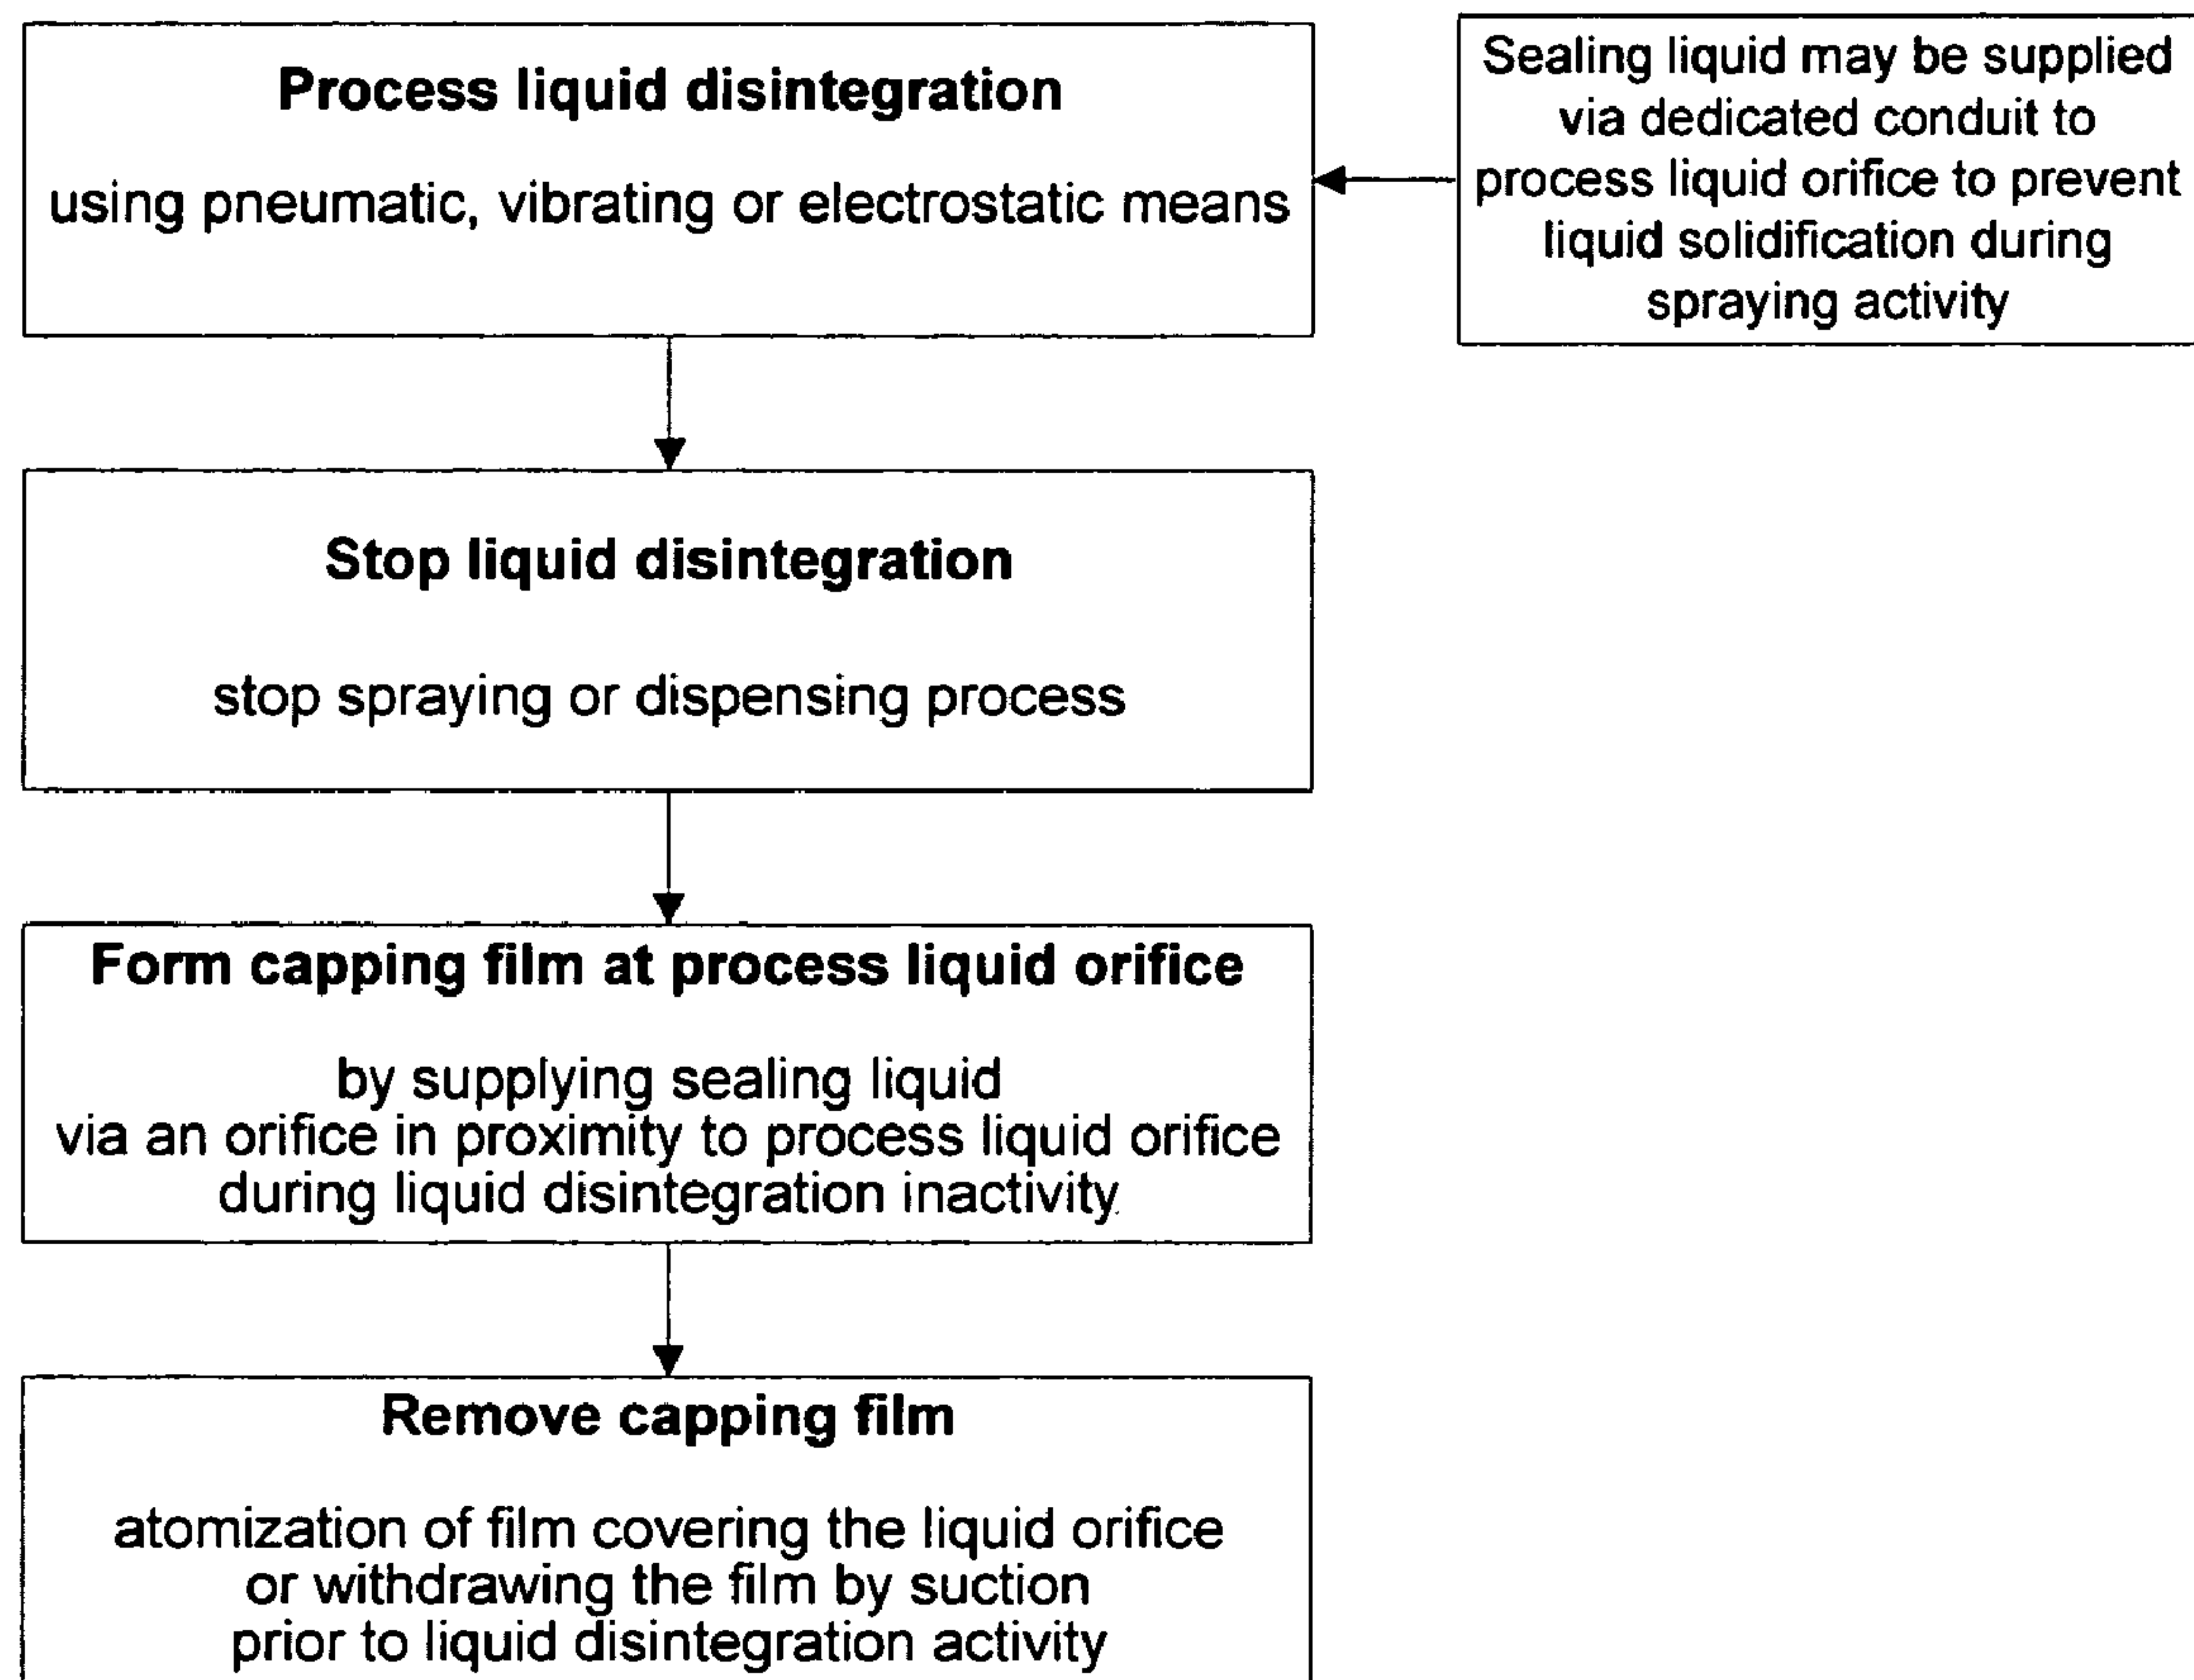 Process liquid disintegration
using pneumatic, vibrating or electrostatic means
Sealing liquid may be supplied
via dedicated conduit to
process liquid orifice to prevent
liquid solidification during
spraying activity
Stop liquid disintegration
stop spraying or dispensing process
Form capping film at process liquid orifice
by supplying sealing liquid
via an orifice in proximity to process liquid orifice
during liquid disintegration inactivity
Remove capping film
atomization of film covering the liquid orifice
or withdrawing the film by suction
prior to liquid disintegration activity